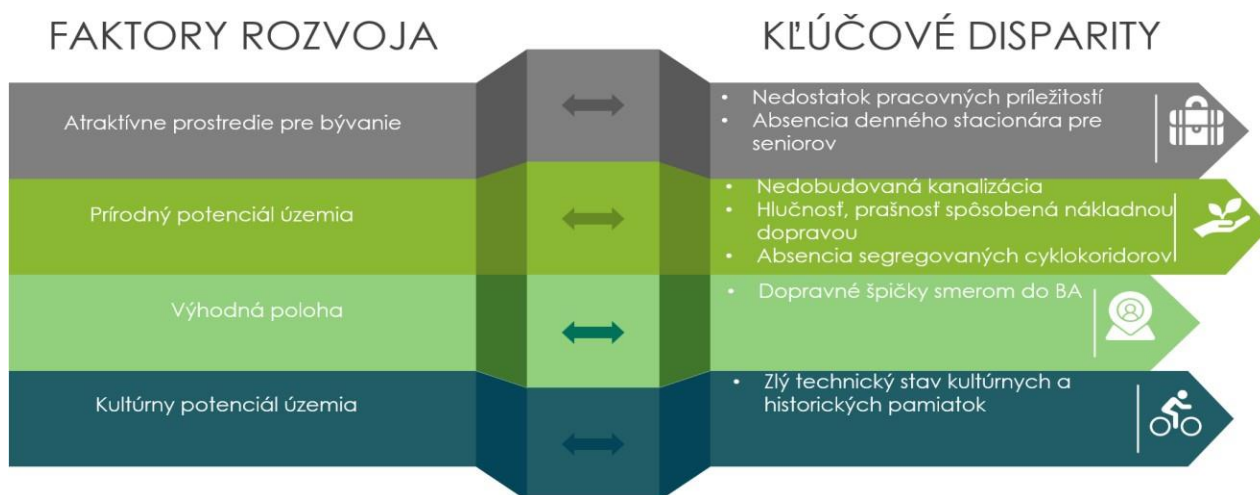 FAKTORY ROZVOJA
KĽÚČOVÉ DISPARITY
Atraktívne prostredie pre bývanie
• Nedostatok pracovných príležitostí
• Absencia denného stacionára pre
seniorov
Prírodný potenciál územia
• Nedobudovaná kanalizácia
• Hlučnosť, prašnosť spôsobená nákladnou
dopravou
• Absencia segregovaných cyklokoridorov
Výhodná poloha
• Dopravné špičky smerom do BA
Kultúrny potenciál územia
• Zlý technický stav kultúrnych a
historických pamiatok